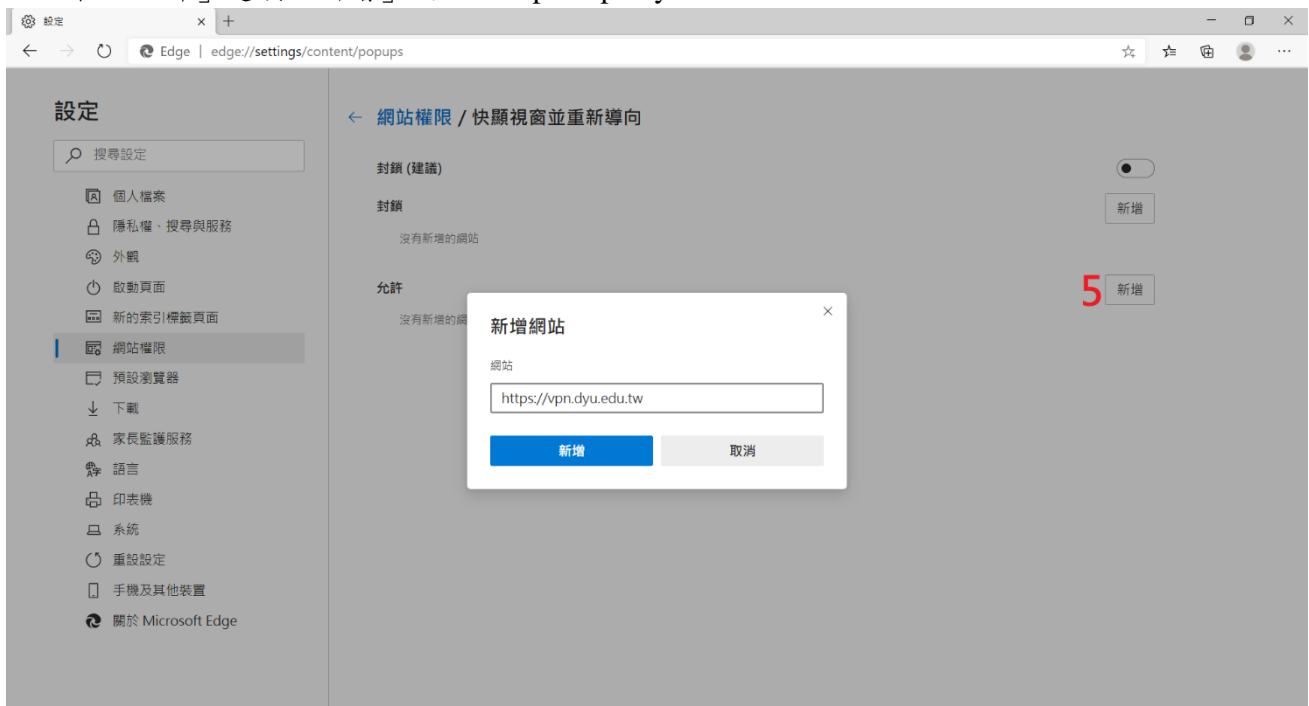 設定
Edge | edge://settings/content/popups
設定
搜尋設定
個人檔案
隱私權、搜尋與服務
外觀
啟動頁面
新的索引標籤頁面
網站權限
預設瀏覽器
下載
家長監護服務
語言
印表機
系統
重設設定
手機及其他裝置
關於 Microsoft Edge
← 網站權限 / 快顯視窗並重新導向
封鎖 (建議)
封鎖
新增
沒有新增的網站
允許
5 新增
沒有新增的網
新增網站
網站
https://vpn.dyu.edu.tw
新增 取消